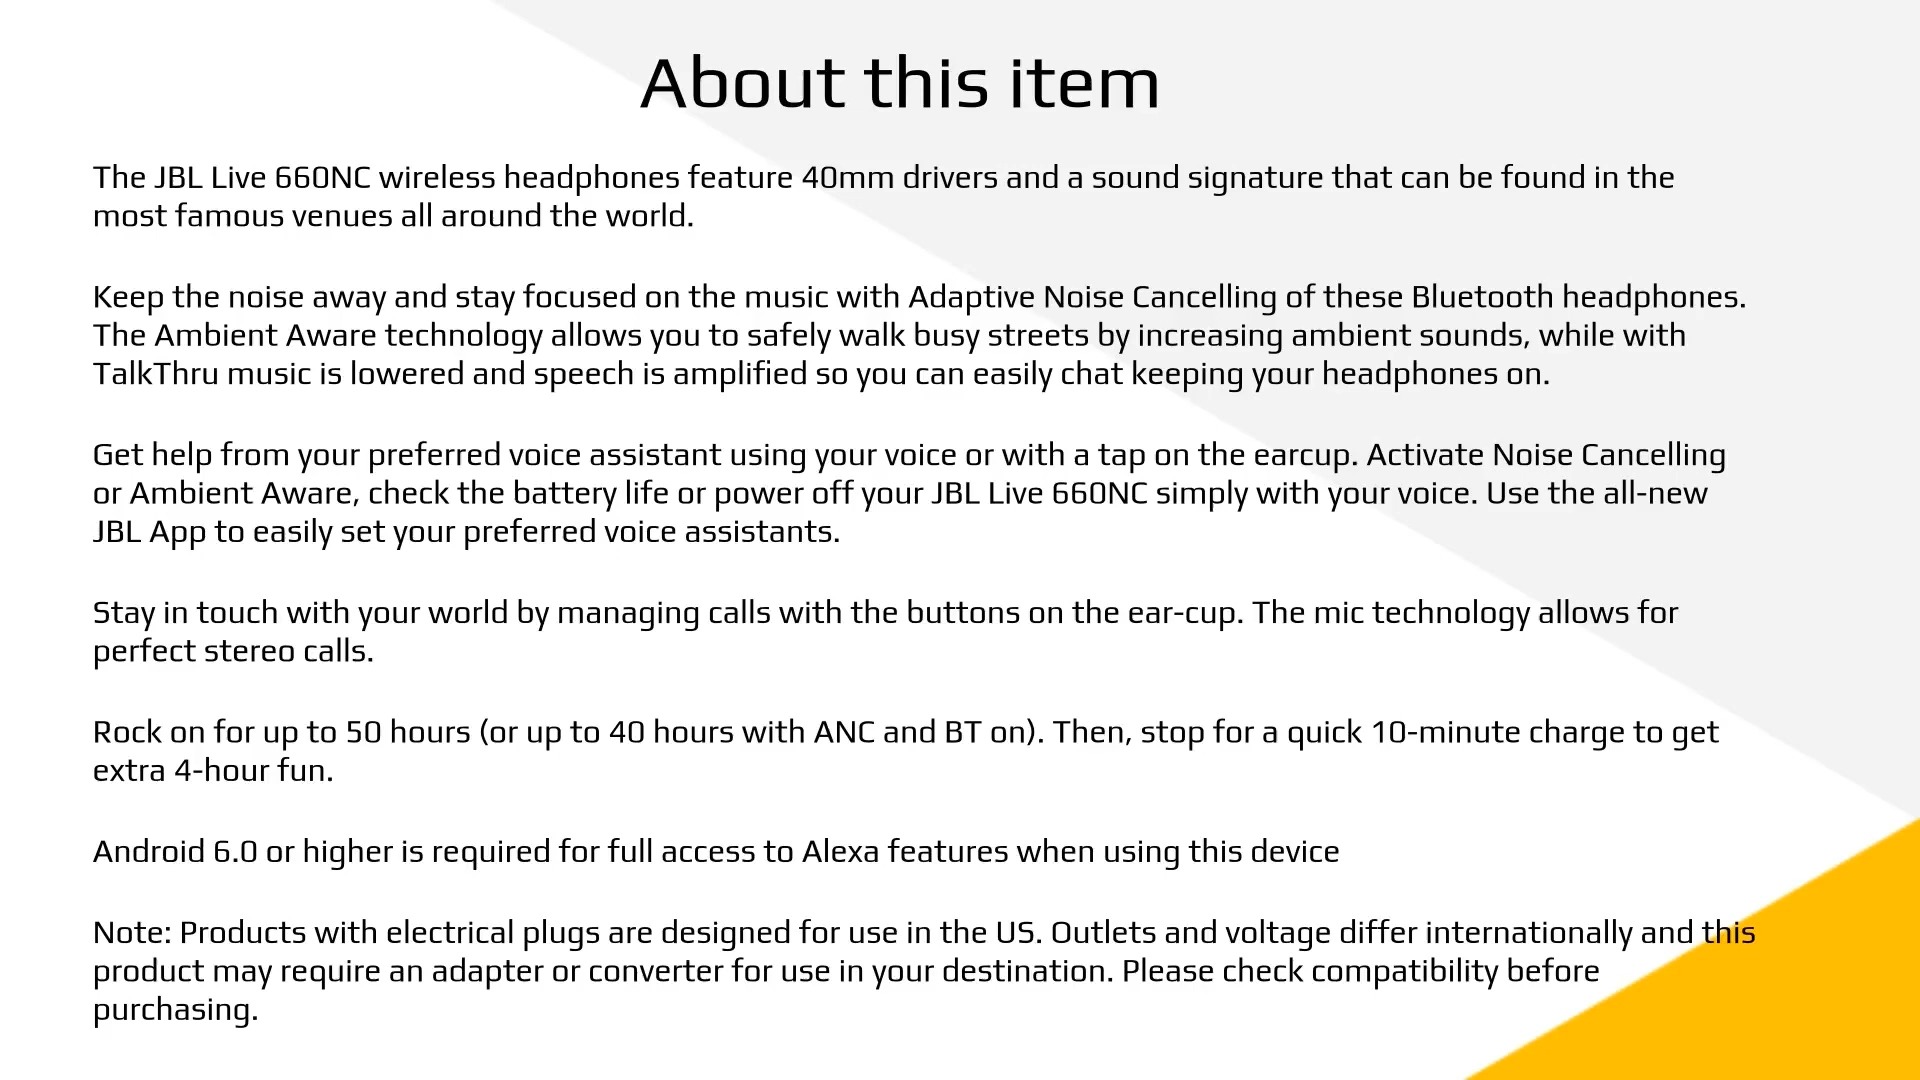 About this item
The JBL Live 660NC wireless headphones feature 40mm drivers and a sound signature that can be found in the
most famous venues all around the world.
Keep the noise away and stay focused on the music with Adaptive Noise Cancelling of these Bluetooth headphones.
The Ambient Aware technology allows you to safely walk busy streets by increasing ambient sounds, while with
TalkThru music is lowered and speech is amplified so you can easily chat keeping your headphones on.
Get help from your preferred voice assistant using your voice or with a tap on the earcup. Activate Noise Cancelling
or Ambient Aware, check the battery life or power off your JBL Live 660NC simply with your voice. Use the all-new
JBL App to easily set your preferred voice assistants.
Stay in touch with your world by managing calls with the buttons on the ear-cup. The mic technology allows for
perfect stereo calls.
Rock on for up to 50 hours (or up to 40 hours with ANC and BT on). Then, stop for a quick 10-minute charge to get
extra 4-hour fun.
Android 6.0 or higher is required for full access to Alexa features when using this device
Note: Products with electrical plugs are designed for use in the US. Outlets and voltage differ internationally and this
product may require an adapter or converter for use in your destination. Please check compatibility before
purchasing.